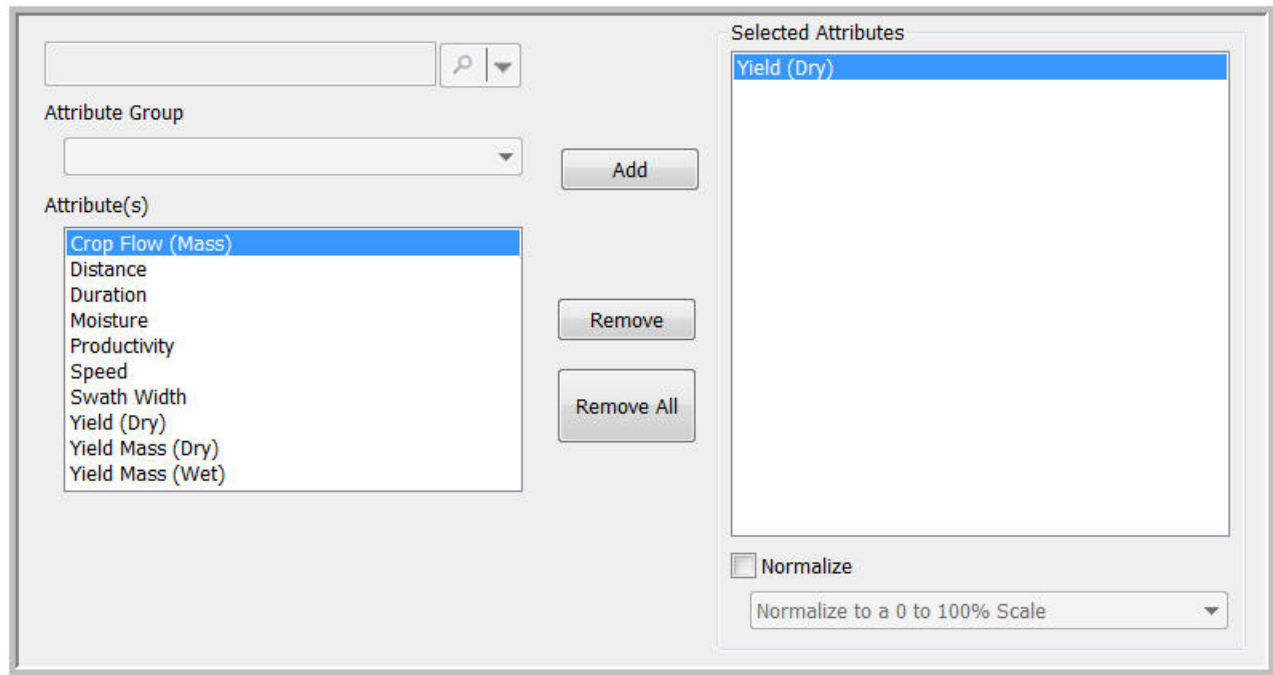 Attribute Group
Attribute(s)
Crop Flow (Mass)
Distance
Duration
Moisture
Productivity
Speed
Swath Width
Yield (Dry)
Yield Mass (Dry)
Yield Mass (Wet)
Add
Remove
Remove All
Selected Attributes
Yield (Dry)
Normalize
Normalize to a 0 to 100% Scale